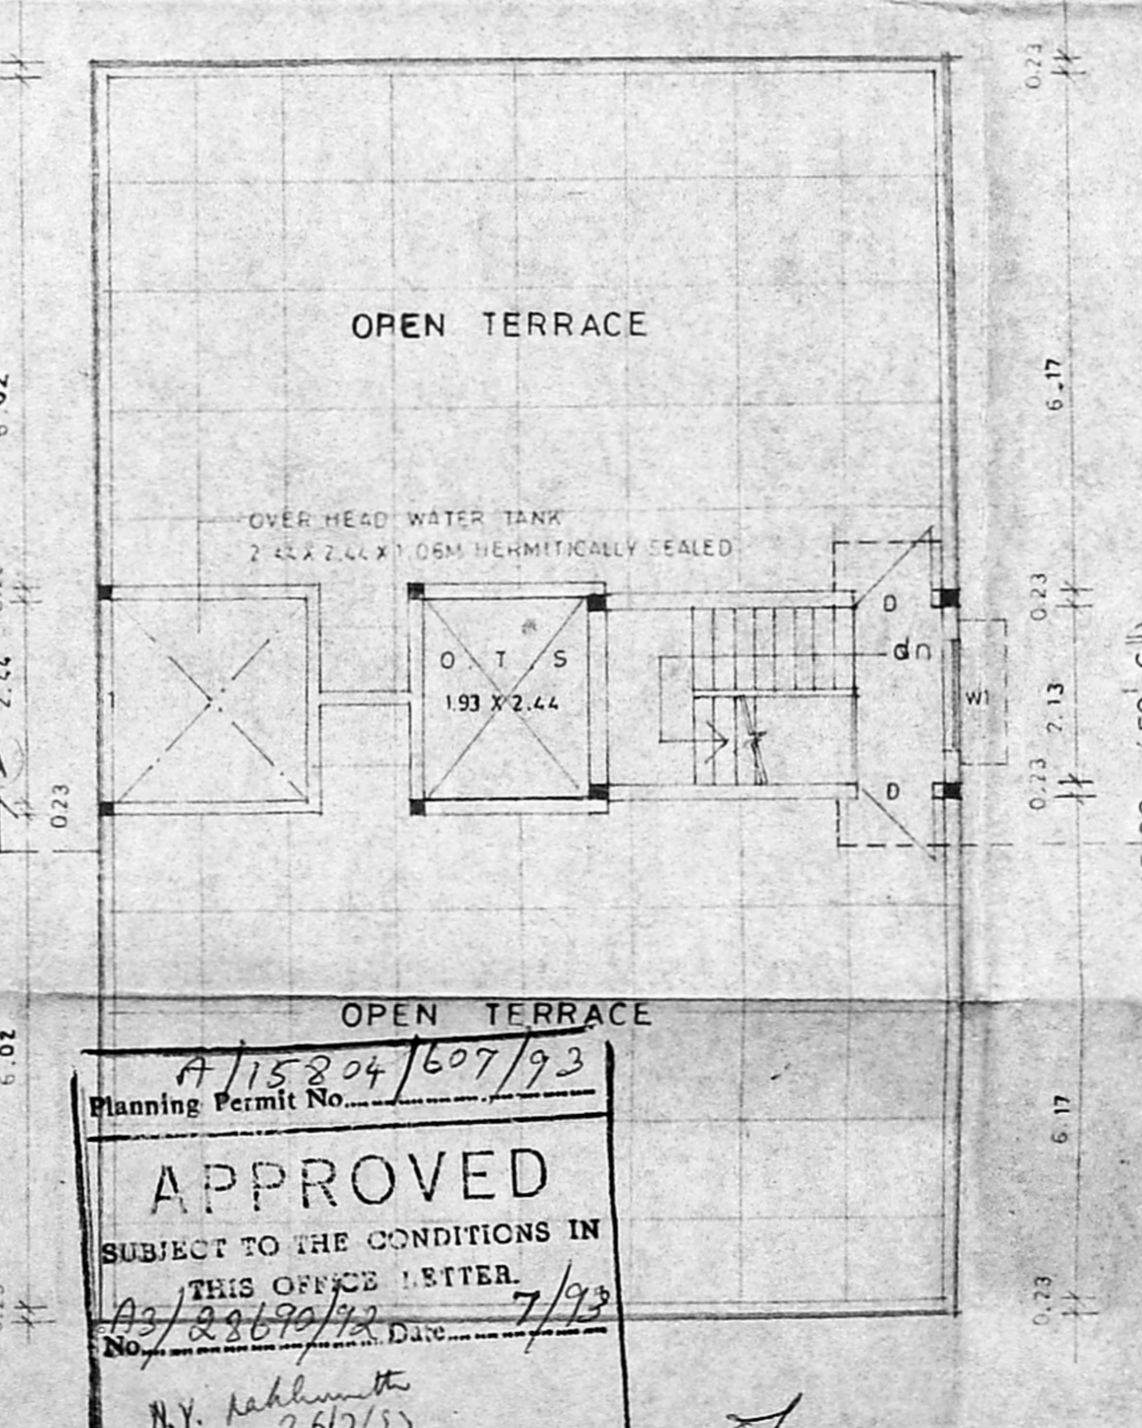 0.23
OPEN TERRACE
6.17
OVER HEAD WATER TANK
2.44 X 2.44 X 1.06M HERMITICALLY SEALED
D
0.23
O . T . S
dn
1.93 X 2.44
W1
2.13
2.44
D
0.23
0.23
OPEN TERRACE
6.02
A/15804/607/93
Planning Permit No.
6.17
APPROVED
SUBJECT TO THE CONDITIONS IN
THIS OFFICE LETTER.
No. A3/28690/92 Date 7/93
0.23
N.V.